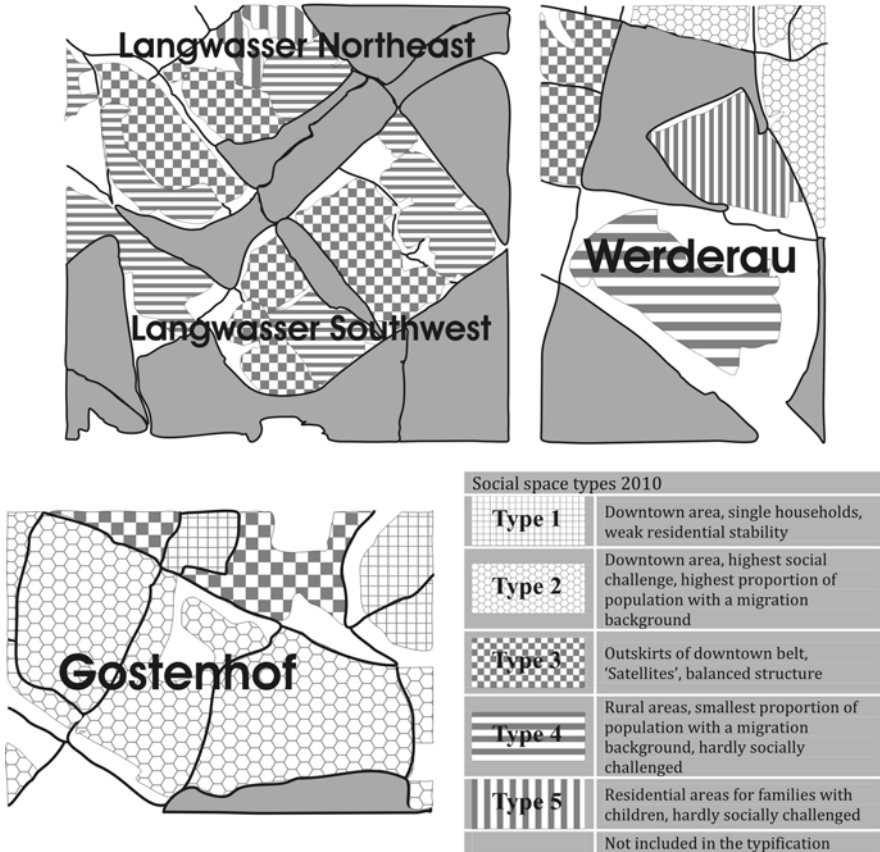 Langwasser Northeast
Werderau
Langwasser Southwest
Gostenhof
Social space types 2010
Type 1
Downtown area, single households,
weak residential stability
Type 2
Downtown area, highest social
challenge, highest proportion of
population with a migration
background
Type 3
Outskirts of downtown belt,
‘Satellites’, balanced structure
Type 4
Rural areas, smallest proportion of
population with a migration
background, hardly socially
challenged
Type 5
Residential areas for families with
children, hardly socially challenged
Not included in the typification